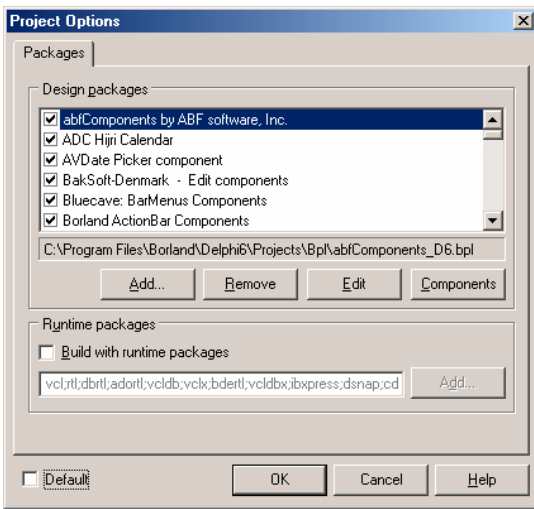 Project Options
Packages
Design packages
abfComponents by ABF software, Inc.
ADC Hijri Calendar
AVDate Picker component
BakSoft-Denmark - Edit components
Bluecave: BarMenus Components
Borland ActionBar Components
C:\Program Files\Borland\Delphi6\Projects\Bpl\abfComponents_D6.bpl
Add... Remove Edit Components
Runtime packages
Build with runtime packages
vcl;rtl;dbrtl;adortl;vcldb;vclx;bdertl;vcldbx;ibxpress;dsnap;cd Add...
Default OK Cancel Help